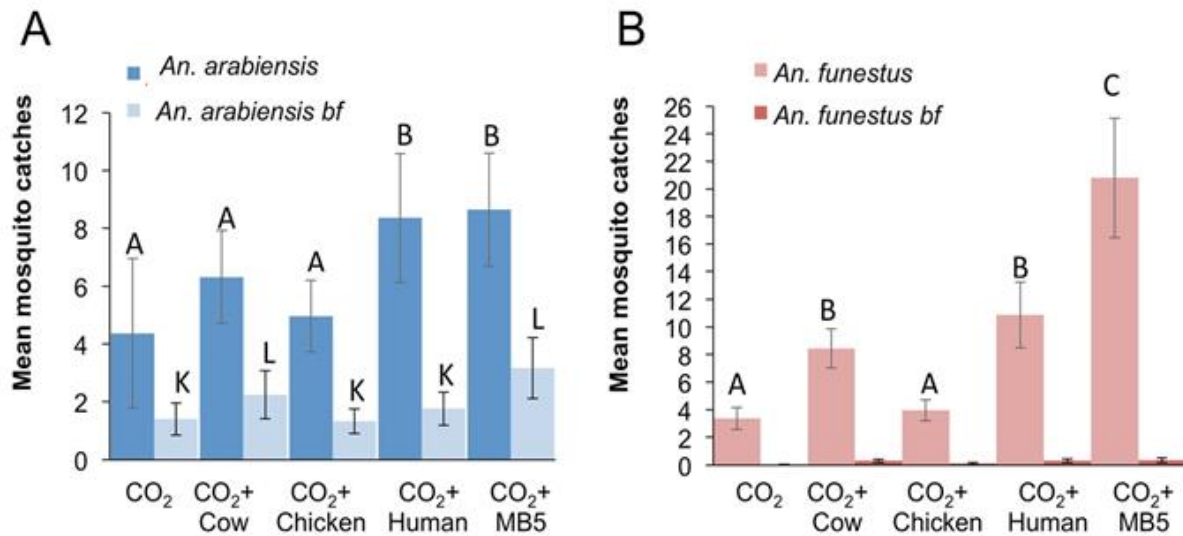 A
An. arabiensis
An. arabiensis bf
Mean mosquito catches
12
10
8
6
4
2
0
A
K
A
L
A
K
B
K
B
L
CO₂
CO₂+
Cow
CO₂+
Chicken
CO₂+
Human
CO₂+
MB5
B
An. funestus
An. funestus bf
Mean mosquito catches
26
24
22
20
18
16
14
12
10
8
6
4
2
0
A
B
A
B
C
CO₂
CO₂+
Cow
CO₂+
Chicken
CO₂+
Human
CO₂+
MB5